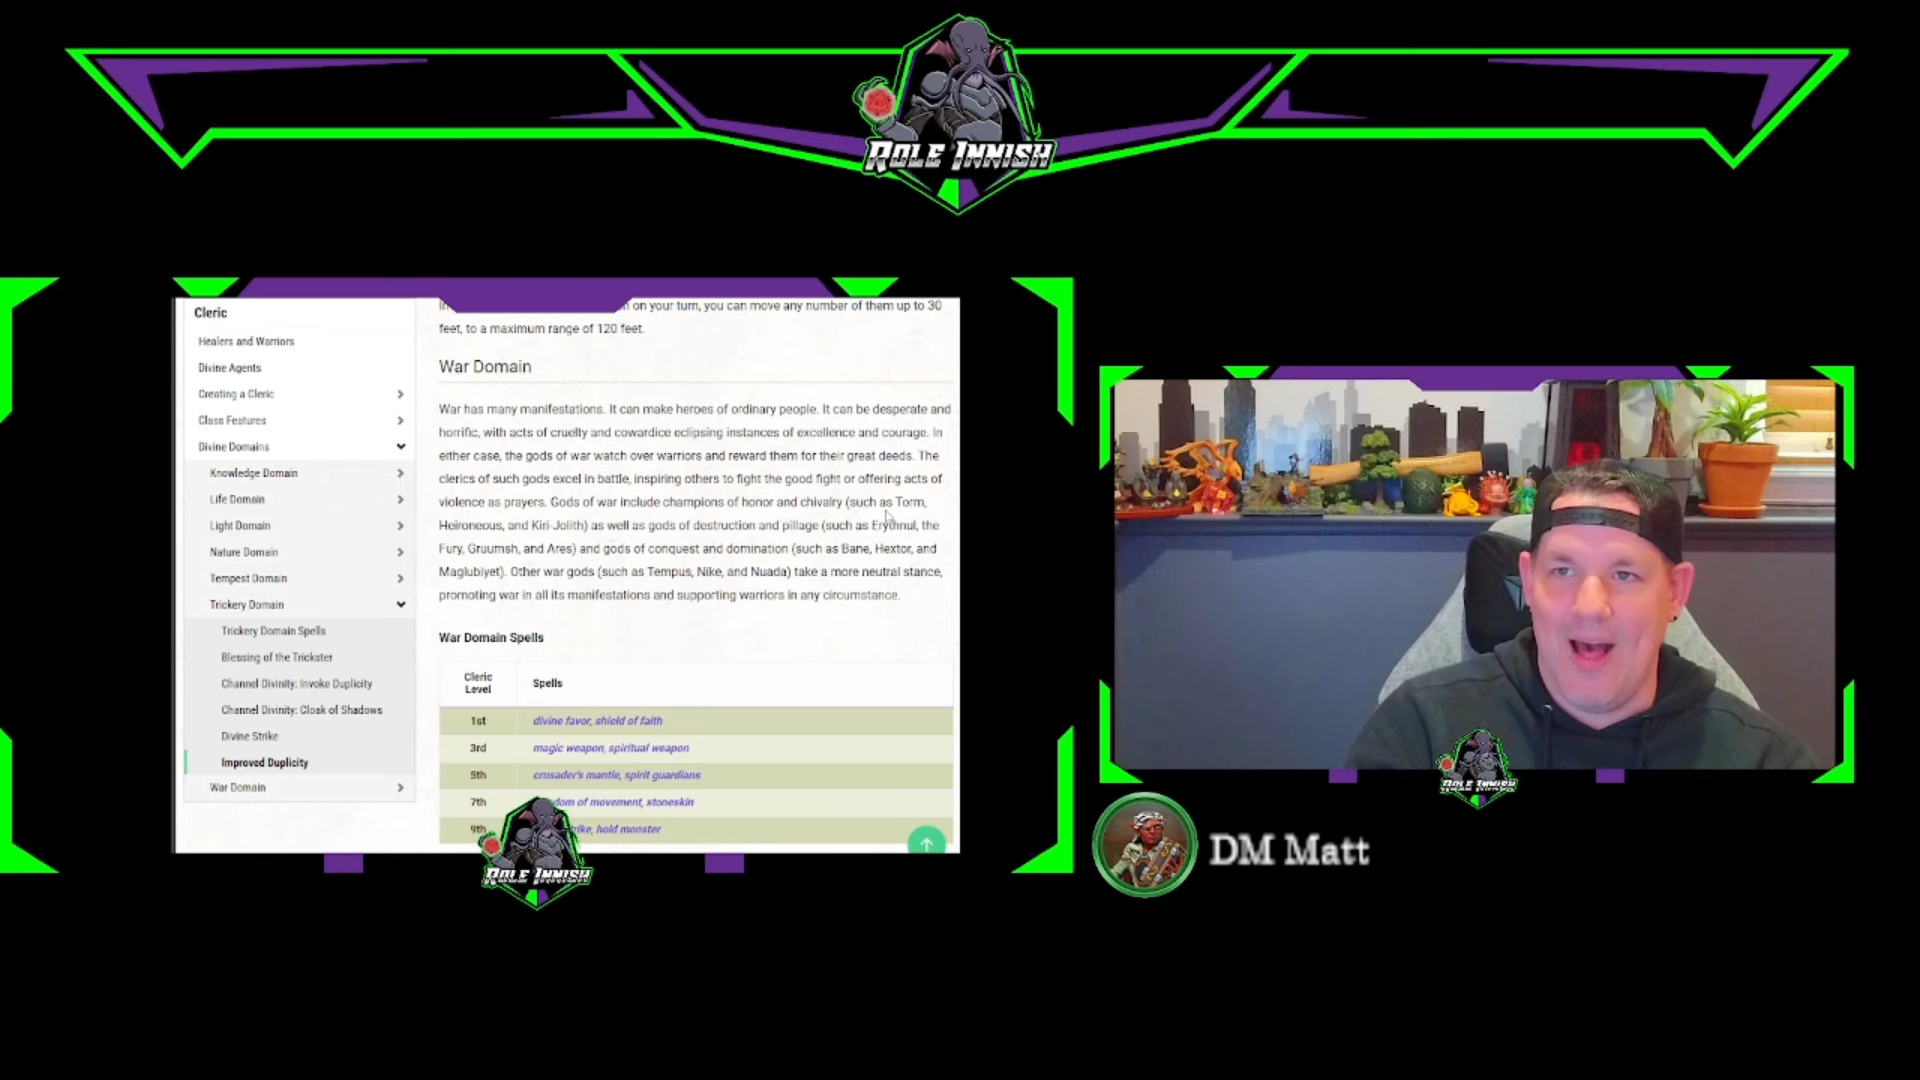 ROLE INNISH
Cleric
Healers and Warriors
Divine Agents
Creating a Cleric
Class Features
Divine Domains
Knowledge Domain
Life Domain
Light Domain
Nature Domain
Tempest Domain
Trickery Domain
Trickery Domain Spells
Blessing of the Trickster
Channel Divinity: Invoke Duplicity
Channel Divinity: Cloak of Shadows
Divine Strike
Improved Duplicity
War Domain
on your turn, you can move any number of them up to 30
feet, to a maximum range of 120 feet.
War Domain
War has many manifestations. It can make heroes of ordinary people. It can be desperate and
horrific, with acts of cruelty and cowardice eclipsing instances of excellence and courage. In
either case, the gods of war watch over warriors and reward them for their great deeds. The
clerics of such gods excel in battle, inspiring others to fight the good fight or offering acts of
violence as prayers. Gods of war include champions of honor and chivalry (such as Torm,
Heironeous, and Kiri-Jolith) as well as gods of destruction and pillage (such as Erythnul, the
Fury, Gruumsh, and Ares) and gods of conquest and domination (such as Bane, Hextor, and
Maglubiyet). Other war gods (such as Tempus, Nike, and Nuada) take a more neutral stance,
promoting war in all its manifestations and supporting warriors in any circumstance.
War Domain Spells
Cleric
Level
Spells
1st divine favor, shield of faith
3rd magic weapon, spiritual weapon
5th crusader's mantle, spirit guardians
7th of movement, stoneskin
9th hold monster
ROLE INNISH
ROLE INNISH
DM Matt